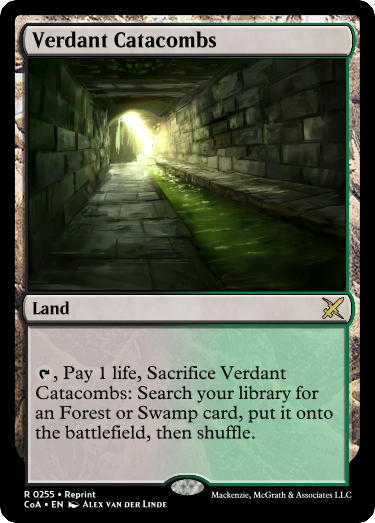 Verdant Catacombs
Land
, Pay 1 life, Sacrifice Verdant
Catacombs: Search your library for
an Forest or Swamp card, put it onto
the battlefield, then shuffle.
R 0255 • Reprint
CoA • EN Alex van der Linde
Mackenzie, McGrath & Associates LLC